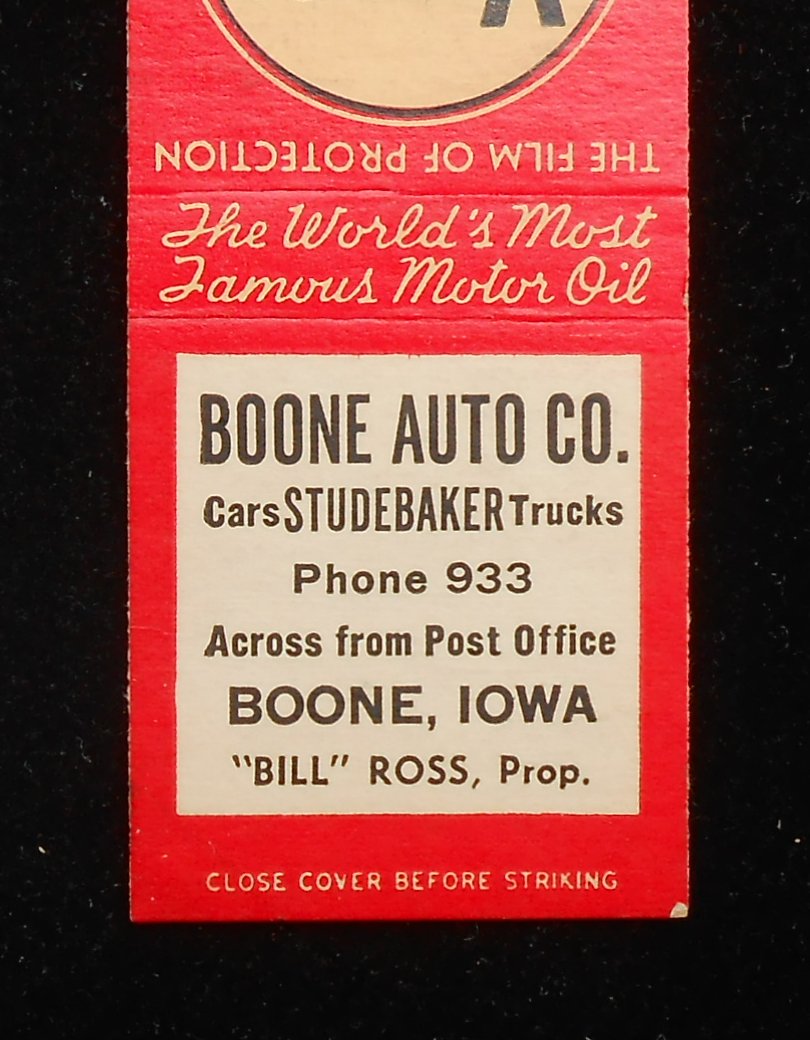 THE FILM OF PROTECTION
The World's Most
Famous Motor Oil
BOONE AUTO CO.
Cars STUDEBAKER Trucks
Phone 933
Across from Post Office
BOONE, IOWA
"BILL" ROSS, Prop.
CLOSE COVER BEFORE STRIKING